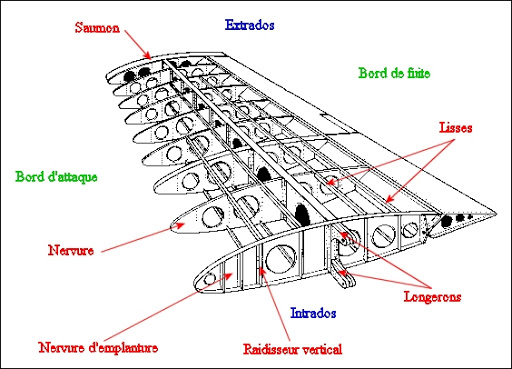 Saumon
Extrados
Bord de fuite
Lisses
Bord d'attaque
Nervure
Longerons
Intrados
Nervure d'emplanture
Raidisseur vertical